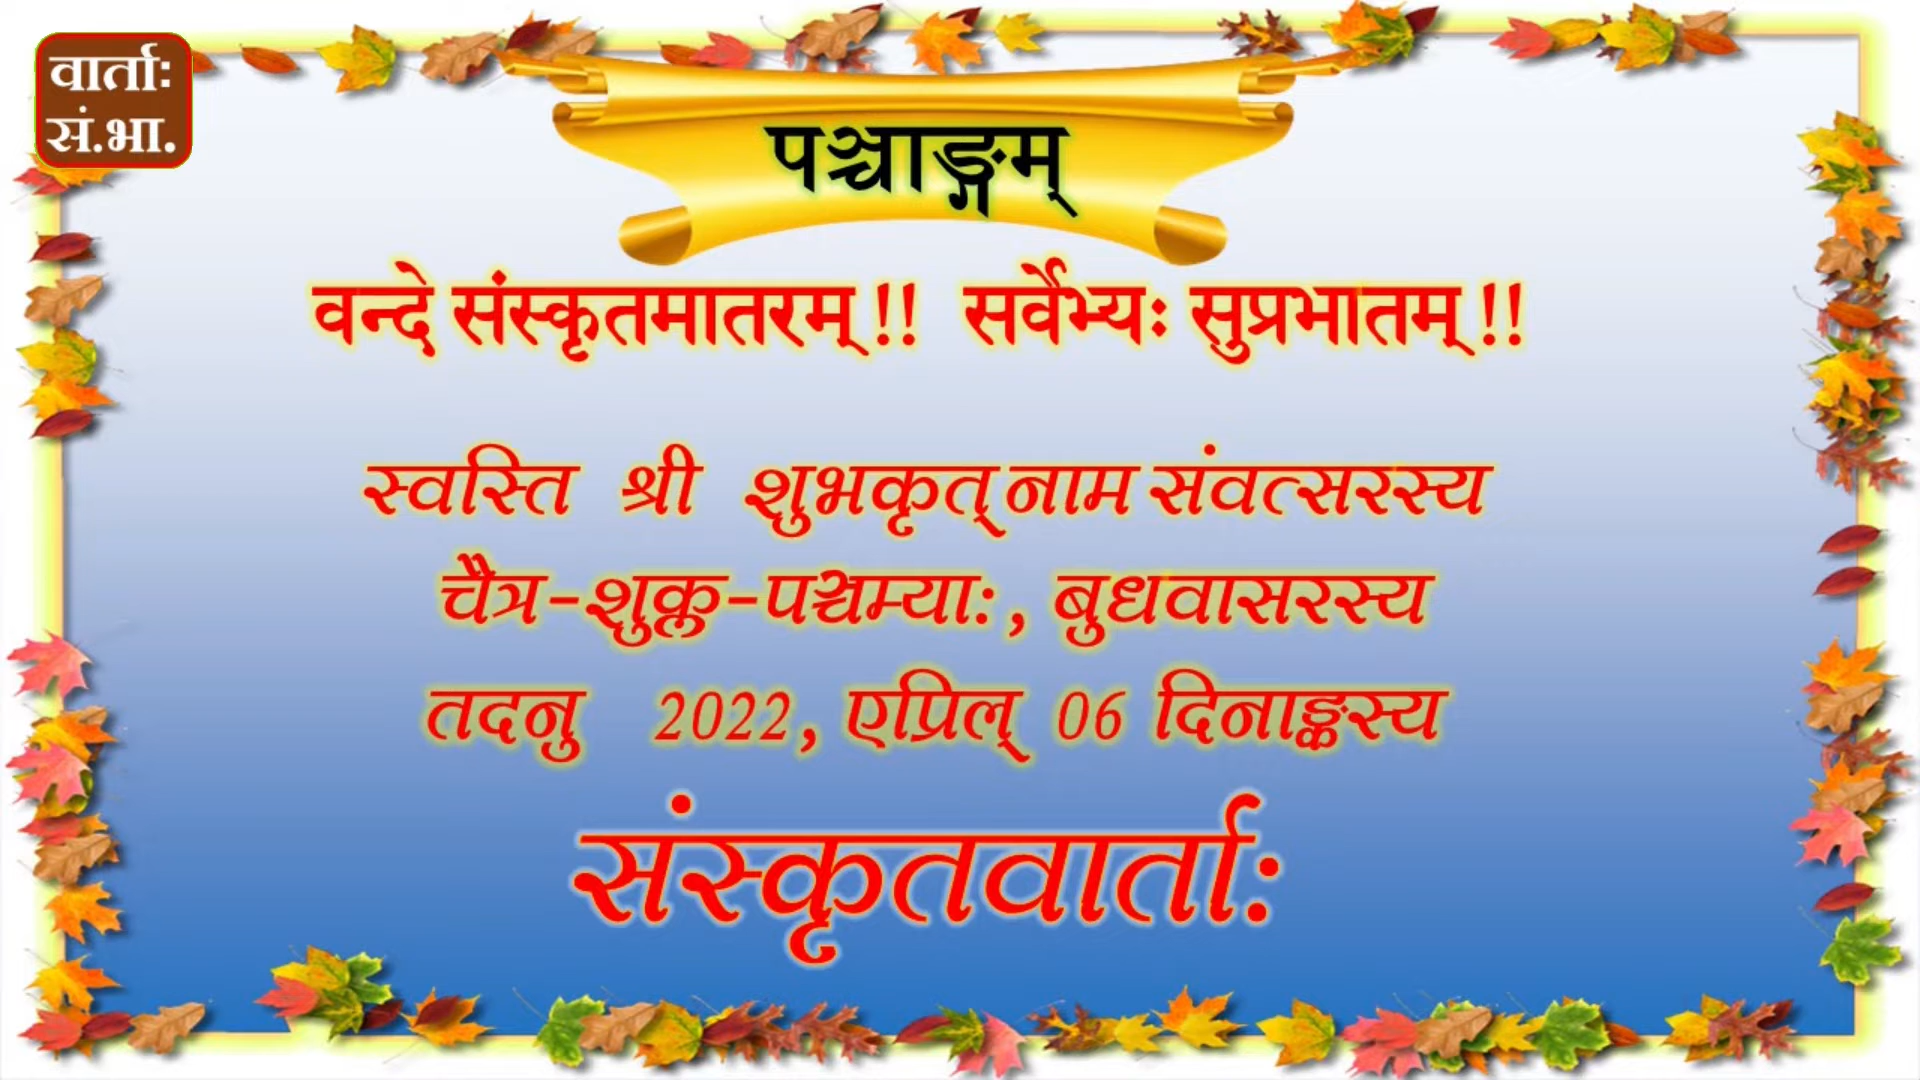 वार्ताः
सं.भा.
पञ्चाङ्गम्
वन्दे संस्कृतमातरम् !! सर्वेभ्यः सुप्रभातम् !!
स्वस्ति श्री शुभकृत् नाम संवत्सरस्य
चैत्र-शुक्ल-पञ्चम्याः, बुधवासरस्य
तदनु 2022, एप्रिल् 06 दिनाङ्कस्य
संस्कृतवार्ताः